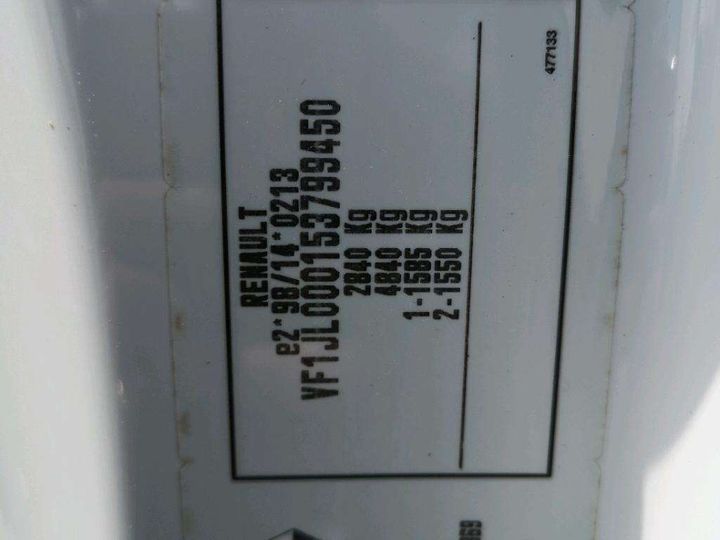 RENAULT
e2*98/14*0213
VF1JL000153799450
2840 Kg
4840 Kg
1-1585 Kg
2-1550 Kg
477133